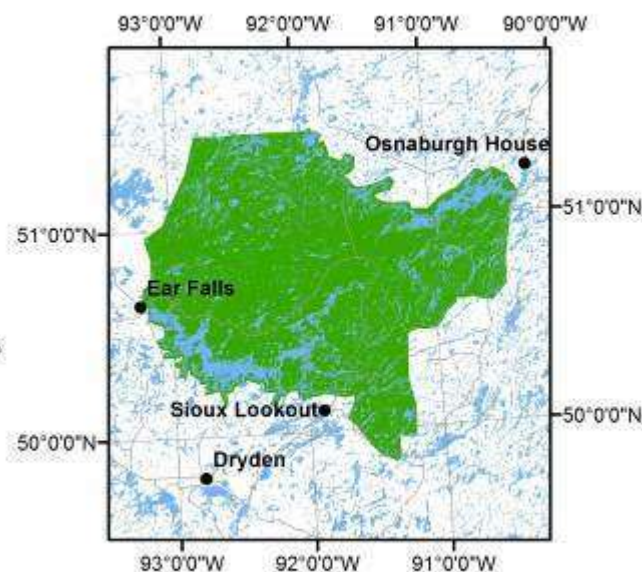 93°0'0"W 92°0'0"W 91°0'0"W 90°0'0"W
Osnaburgh House
51°0'0"N
51°0'0"N
Ear Falls
Sioux Lookout
50°0'0"N
50°0'0"N
Dryden
93°0'0"W 92°0'0"W 91°0'0"W